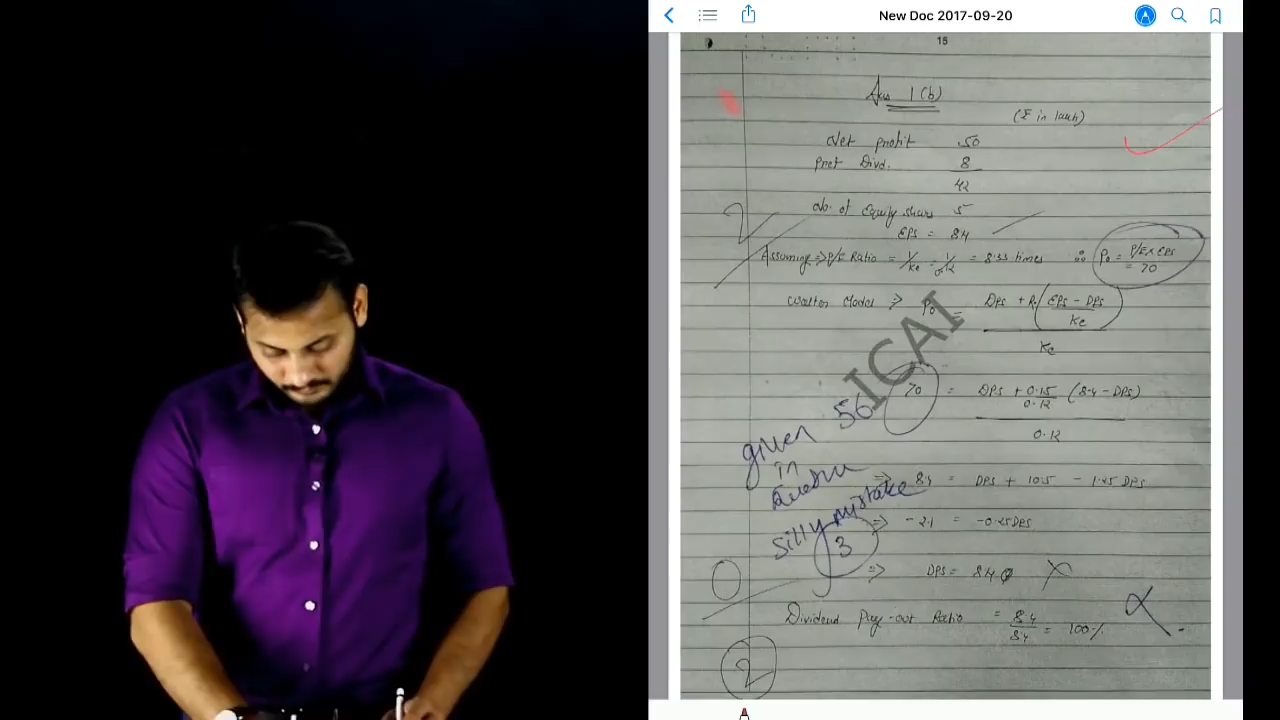 New Doc 2017-09-20
15
Ans 1(b)
(₹ in lakh)
Net profit 50
Pref Divd. 8
42
No. of Equity share 5
EPS = 8.4
2
Assuming ⇒ P/E Ratio = 1/Ke = 1/0.12 = 8.33 times ∴ P₀ = P/E × EPS
= 70
Walter Model ⇒ P₀ = DPS + R. (EPS - DPS
Ke
Ke
ICAI
70 = DPS + 0.15 (8.4 - DPS)
0.12
0.12
given 56
in
Silly mistake
3
⇒ 8.4 = DPS + 10.5 - 1.25 DPS
⇒ -2.1 = -0.25 DPS
⇒ DPS = 8.4
0
Dividend Pay-out Ratio = 8.4
8.4 = 100%
2